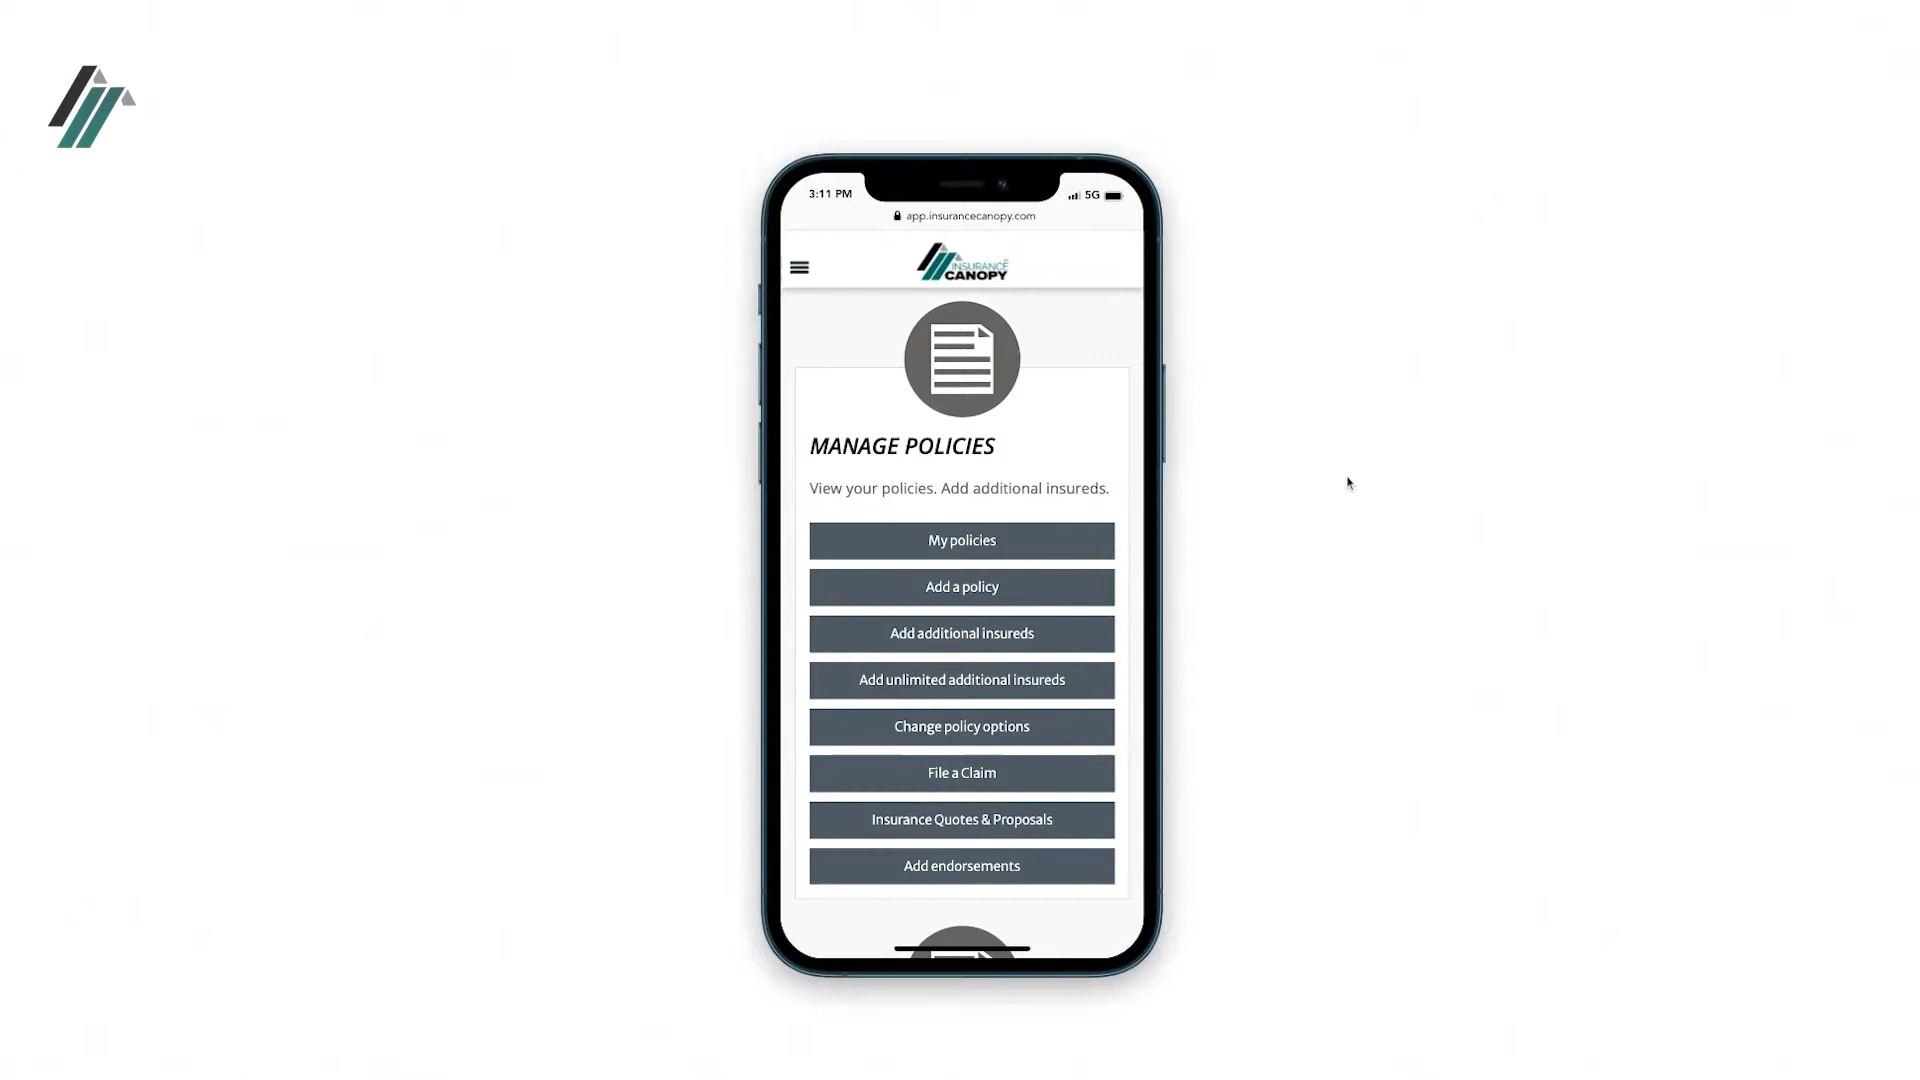 3:11 PM
5G
app.insurancecanopy.com
INSURANCE
CANOPY
MANAGE POLICIES
View your policies. Add additional insureds.
My policies
Add a policy
Add additional insureds
Add unlimited additional insureds
Change policy options
File a Claim
Insurance Quotes & Proposals
Add endorsements